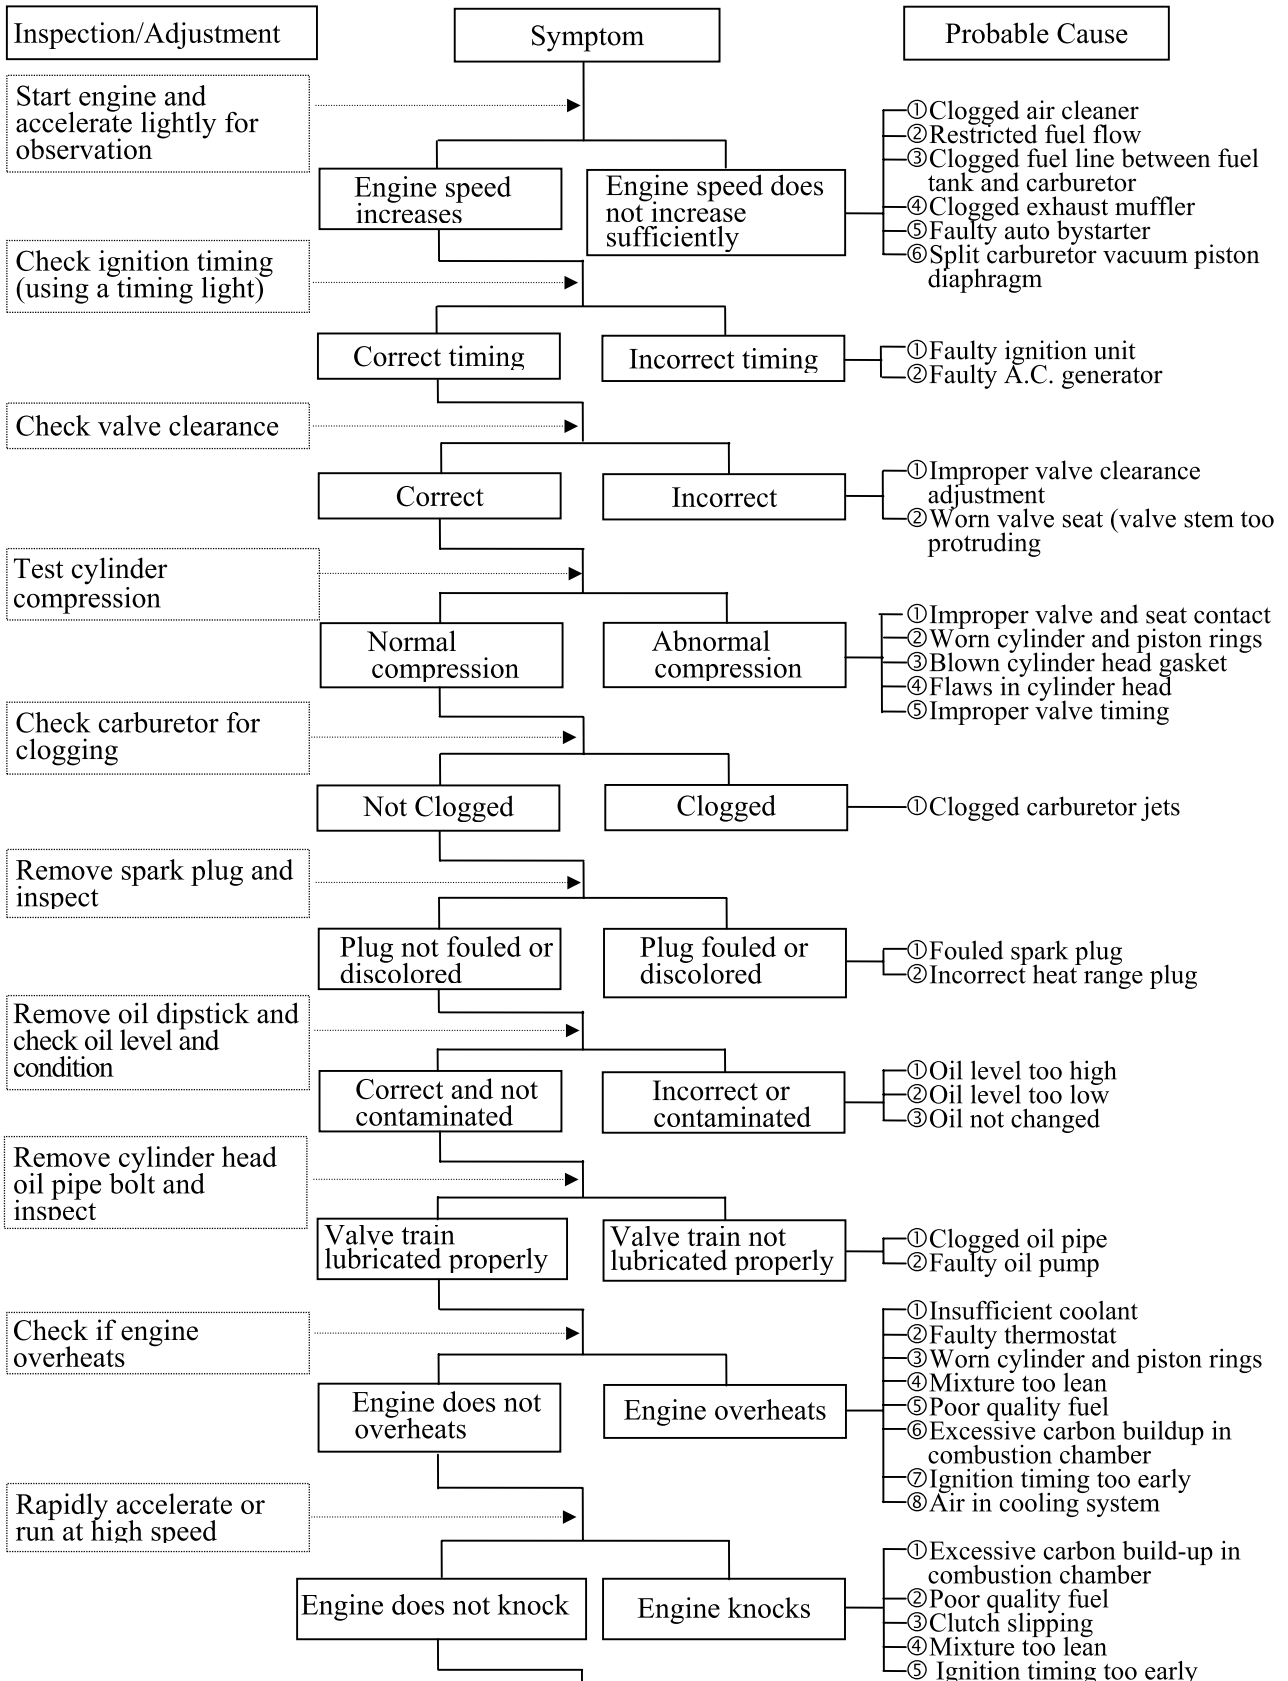 Inspection/Adjustment
Symptom
Probable Cause
Start engine and
accelerate lightly for
observation
Engine speed
increases
Engine speed does
not increase
sufficiently
①Clogged air cleaner
②Restricted fuel flow
③Clogged fuel line between fuel
tank and carburetor
④Clogged exhaust muffler
⑤Faulty auto bystarter
⑥Split carburetor vacuum piston
diaphragm
Check ignition timing
(using a timing light)
Correct timing
Incorrect timing
①Faulty ignition unit
②Faulty A.C. generator
Check valve clearance
Correct
Incorrect
①Improper valve clearance
adjustment
②Worn valve seat (valve stem too
protruding
Test cylinder
compression
Normal
compression
Abnormal
compression
①Improper valve and seat contact
②Worn cylinder and piston rings
③Blown cylinder head gasket
④Flaws in cylinder head
⑤Improper valve timing
Check carburetor for
clogging
Not Clogged
Clogged
①Clogged carburetor jets
Remove spark plug and
inspect
Plug not fouled or
discolored
Plug fouled or
discolored
①Fouled spark plug
②Incorrect heat range plug
Remove oil dipstick and
check oil level and
condition
Correct and not
contaminated
Incorrect or
contaminated
①Oil level too high
②Oil level too low
③Oil not changed
Remove cylinder head
oil pipe bolt and
inspect
Valve train
lubricated properly
Valve train not
lubricated properly
①Clogged oil pipe
②Faulty oil pump
Check if engine
overheats
Engine does not
overheats
Engine overheats
①Insufficient coolant
②Faulty thermostat
③Worn cylinder and piston rings
④Mixture too lean
⑤Poor quality fuel
⑥Excessive carbon buildup in
combustion chamber
⑦Ignition timing too early
⑧Air in cooling system
Rapidly accelerate or
run at high speed
Engine does not knock
Engine knocks
①Excessive carbon build-up in
combustion chamber
②Poor quality fuel
③Clutch slipping
④Mixture too lean
⑤ Ignition timing too early